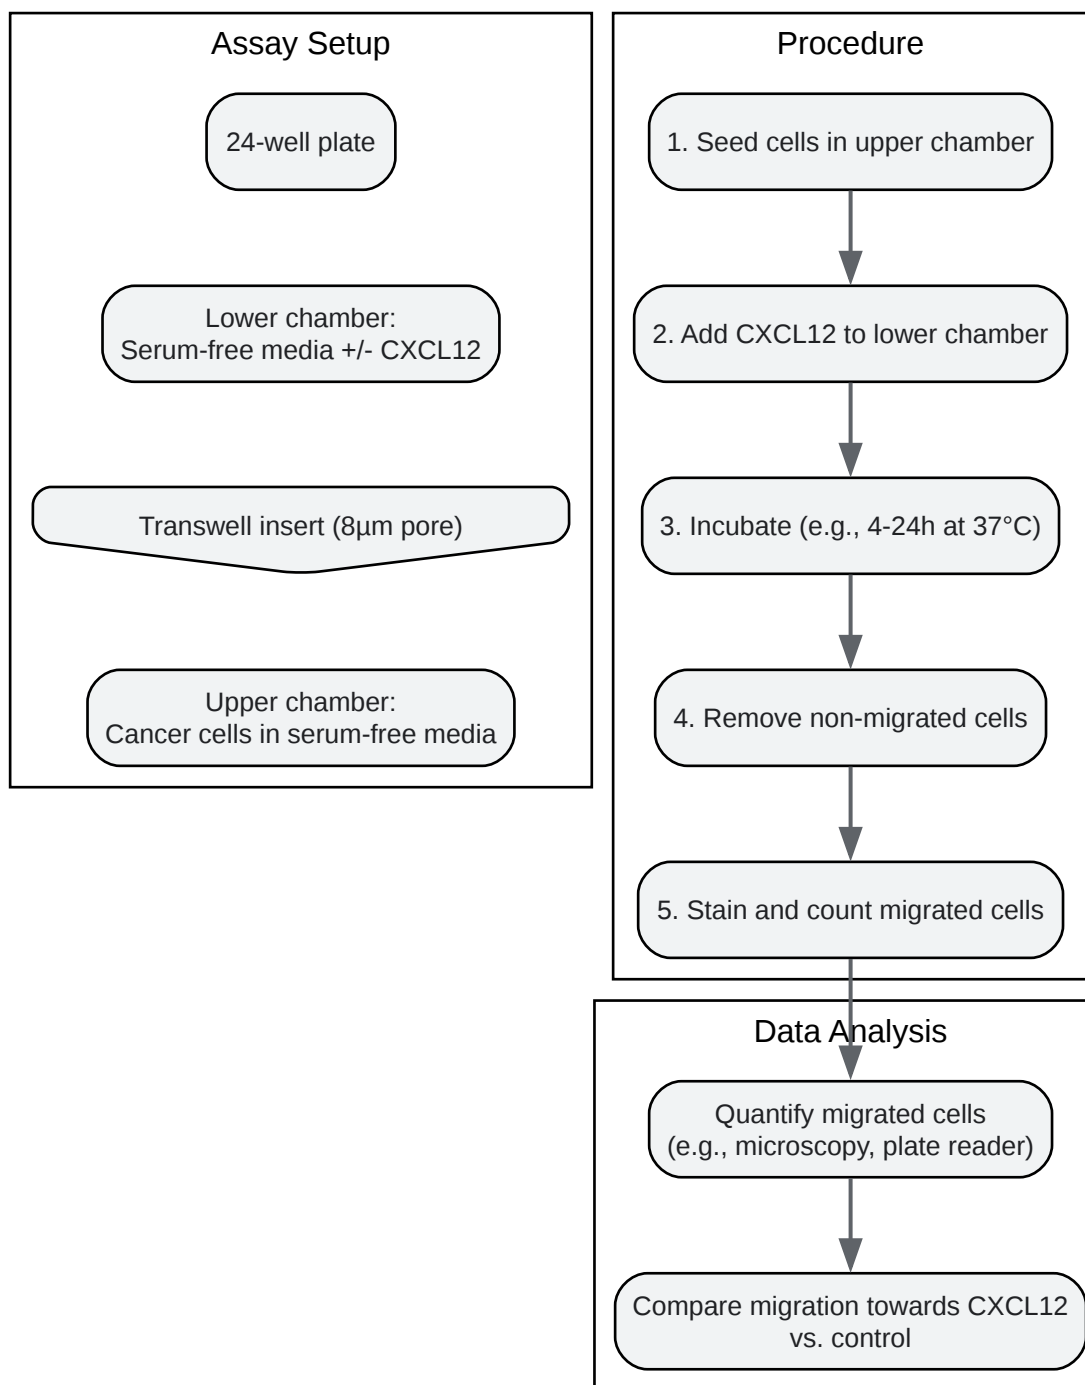 Assay Setup
24-well plate
Lower chamber:
Serum-free media +/- CXCL12
Transwell insert (8µm pore)
Upper chamber:
Cancer cells in serum-free media
Procedure
1. Seed cells in upper chamber
2. Add CXCL12 to lower chamber
3. Incubate (e.g., 4-24h at 37°C)
4. Remove non-migrated cells
5. Stain and count migrated cells
Data Analysis
Quantify migrated cells
(e.g., microscopy, plate reader)
Compare migration towards CXCL12
vs. control